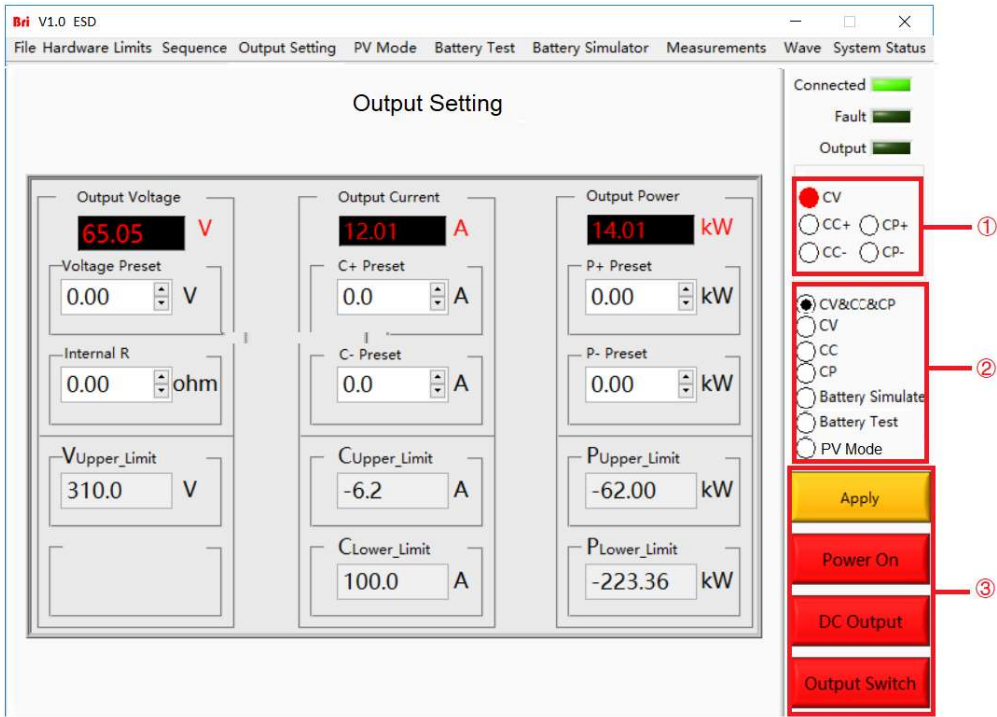 Bri V1.0 ESD
File Hardware Limits Sequence Output Setting PV Mode Battery Test Battery Simulator Measurements Wave System Status
Output Setting
Connected
Fault
Output
Output Voltage
65.05 V
Voltage Preset
0.00 V
Internal R
0.00 ohm
VUpper_Limit
310.0 V
Output Current
12.01 A
C+ Preset
0.0 A
C- Preset
0.0 A
CUpper_Limit
-6.2 A
CLower_Limit
100.0 A
Output Power
14.01 kW
P+ Preset
0.00 kW
P- Preset
0.00 kW
PUpper_Limit
-62.00 kW
PLower_Limit
-223.36 kW
CV
CC+ CP+
CC- CP-
①
CV&CC&CP
CV
CC
CP
Battery Simulate
Battery Test
PV Mode
②
Apply
Power On
DC Output
Output Switch
③